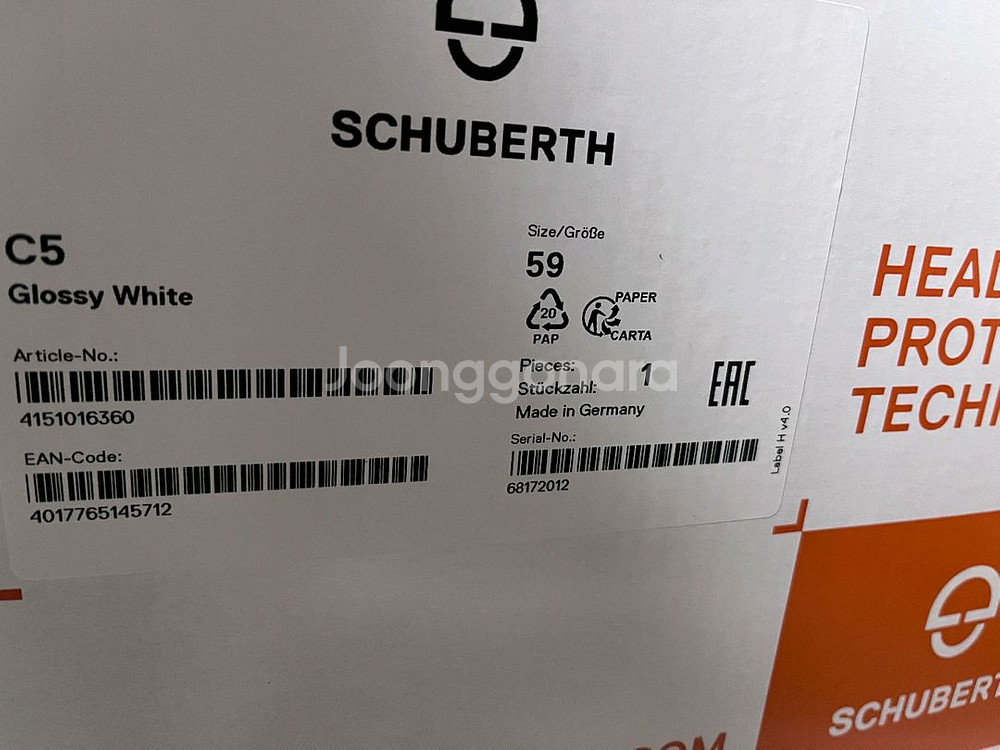 SCHUBERTH
C5
Glossy White
Size/Größe
59
20
PAP
PAPER
CARTA
Article-No.:
4151016360
Pieces:
Stückzahl:
1
EAC
Made in Germany
EAN-Code:
4017765145712
Serial-No.:
68172012
Label H v4.0
Joonggonara
HEAD
PROT
TECH
SCHUBERT